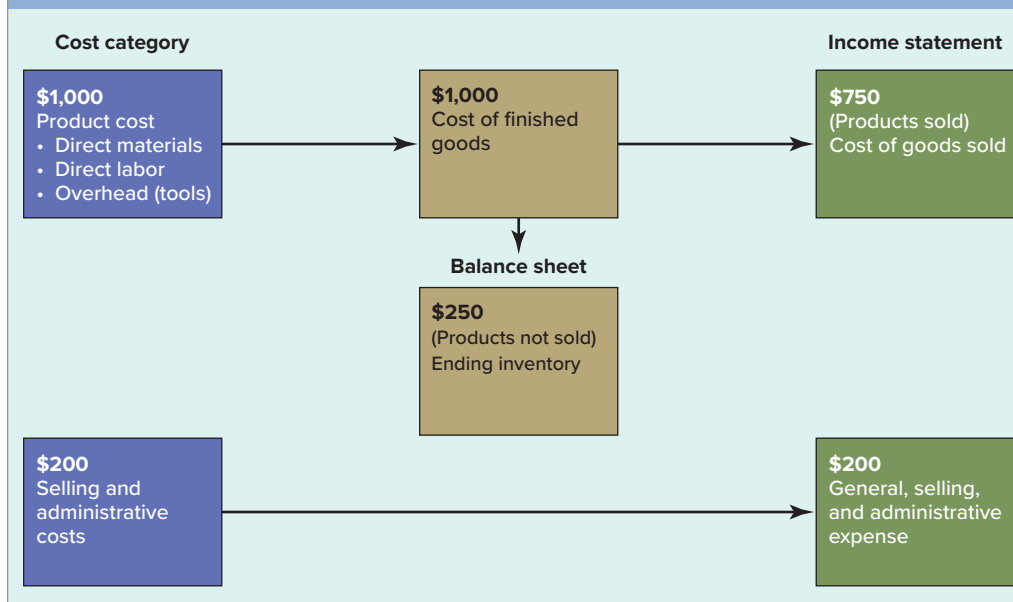 Cost category
Income statement
$1,000
Product cost
• Direct materials
• Direct labor
• Overhead (tools)
$1,000
Cost of finished
goods
$750
(Products sold)
Cost of goods sold
Balance sheet
$250
(Products not sold)
Ending inventory
$200
Selling and
administrative
costs
$200
General, selling,
and administrative
expense